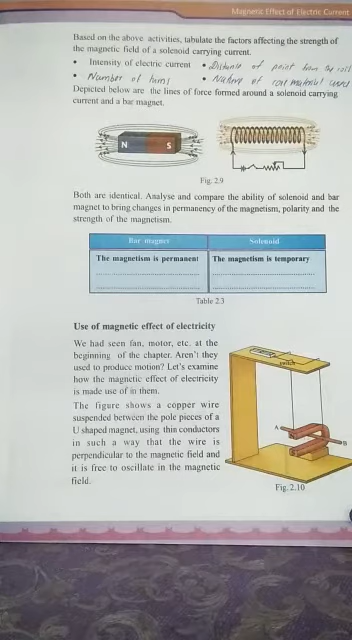 Magnetic Effect of Electric Current
Based on the above activities, tabulate the factors affecting the strength of
the magnetic field of a solenoid carrying current.
• Intensity of electric current • Distance of point from the coil
• Number of turns • Nature of core material used
Depicted below are the lines of force formed around a solenoid carrying
current and a bar magnet.
N S
Fig. 2.9
Both are identical. Analyse and compare the ability of solenoid and bar
magnet to bring changes in permanency of the magnetism, polarity and the
strength of the magnetism.
Bar magnet Solenoid
The magnetism is permanent The magnetism is temporary
Table 2.3
Use of magnetic effect of electricity
We had seen fan, motor, etc. at the
beginning of the chapter. Aren't they
used to produce motion? Let's examine
how the magnetic effect of electricity
is made use of in them.
The figure shows a copper wire
suspended between the pole pieces of a
U shaped magnet, using thin conductors
in such a way that the wire is
perpendicular to the magnetic field and
it is free to oscillate in the magnetic
field.
switch
A
B
Fig. 2.10